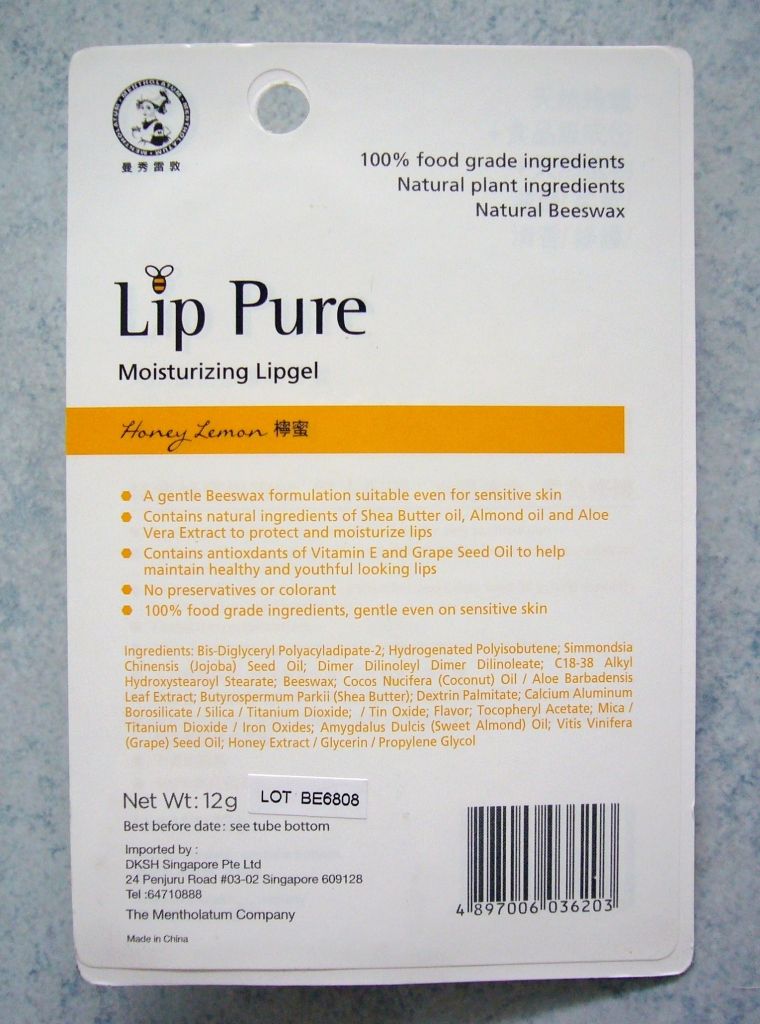 MENTHOLATUM MENTHOLATUM MENTHOLATUM
曼秀雷敦
100% food grade ingredients
Natural plant ingredients
Natural Beeswax
Lip Pure
Moisturizing Lipgel
Honey Lemon 檸蜜
A gentle Beeswax formulation suitable even for sensitive skin
Contains natural ingredients of Shea Butter oil, Almond oil and Aloe
Vera Extract to protect and moisturize lips
Contains antioxdants of Vitamin E and Grape Seed Oil to help
maintain healthy and youthful looking lips
No preservatives or colorant
100% food grade ingredients, gentle even on sensitive skin
Ingredients: Bis-Diglyceryl Polyacyladipate-2; Hydrogenated Polyisobutene; Simmondsia
Chinensis (Jojoba) Seed Oil; Dimer Dilinoleyl Dimer Dilinoleate; C18-38 Alkyl
Hydroxystearoyl Stearate; Beeswax; Cocos Nucifera (Coconut) Oil / Aloe Barbadensis
Leaf Extract; Butyrospermum Parkii (Shea Butter); Dextrin Palmitate; Calcium Aluminum
Borosilicate / Silica / Titanium Dioxide; / Tin Oxide; Flavor; Tocopheryl Acetate; Mica /
Titanium Dioxide / Iron Oxides; Amygdalus Dulcis (Sweet Almond) Oil; Vitis Vinifera
(Grape) Seed Oil; Honey Extract / Glycerin / Propylene Glycol
Net Wt: 12g LOT BE6808
Best before date: see tube bottom
Imported by :
DKSH Singapore Pte Ltd
24 Penjuru Road #03-02 Singapore 609128
Tel :64710888
The Mentholatum Company
Made in China
4 897006 036203